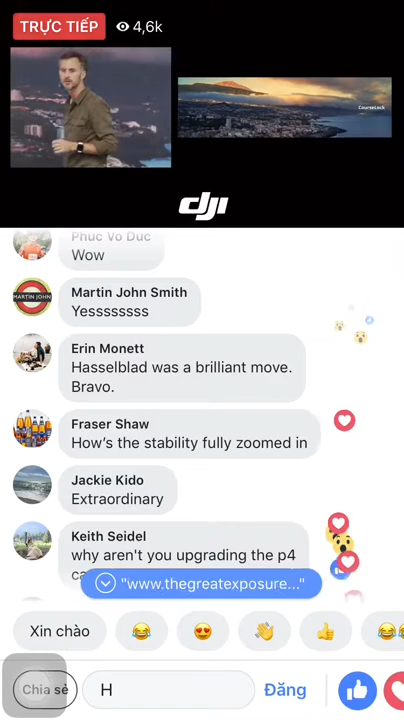 TRỰC TIẾP 4,6k
CourseLock
dji
Phuc Vo Duc
Wow
MARTIN JOHN
Martin John Smith
Yesssssssss
Erin Monett
Hasselblad was a brilliant move.
Bravo.
Fraser Shaw
How's the stability fully zoomed in
Jackie Kido
Extraordinary
Keith Seidel
why aren't you upgrading the p4
ca
"www.thegreatexposure..."
Xin chào
Chia sẻ
H
Đăng